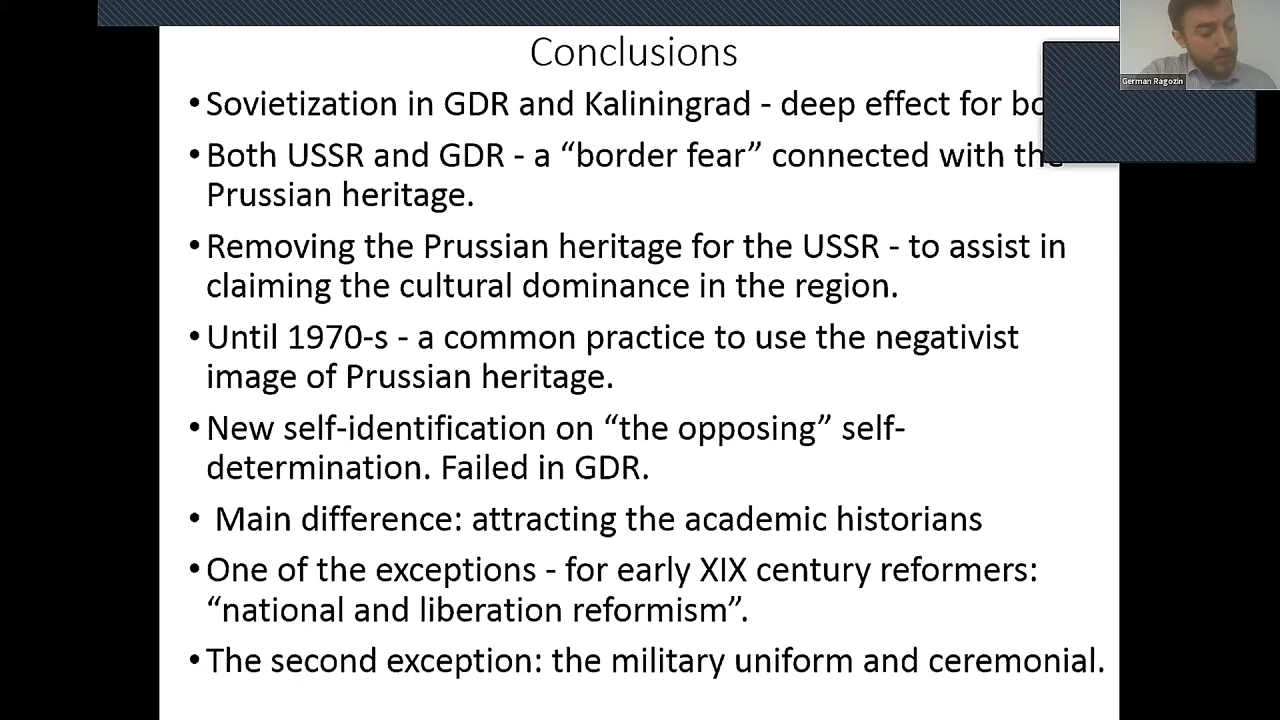 Conclusions
German Ragozin
• Sovietization in GDR and Kaliningrad - deep effect for
• Both USSR and GDR - a “border fear” connected with the
Prussian heritage.
• Removing the Prussian heritage for the USSR - to assist in
claiming the cultural dominance in the region.
• Until 1970-s - a common practice to use the negativist
image of Prussian heritage.
• New self-identification on “the opposing” self-
determination. Failed in GDR.
• Main difference: attracting the academic historians
• One of the exceptions - for early XIX century reformers:
“national and liberation reformism”.
• The second exception: the military uniform and ceremonial.